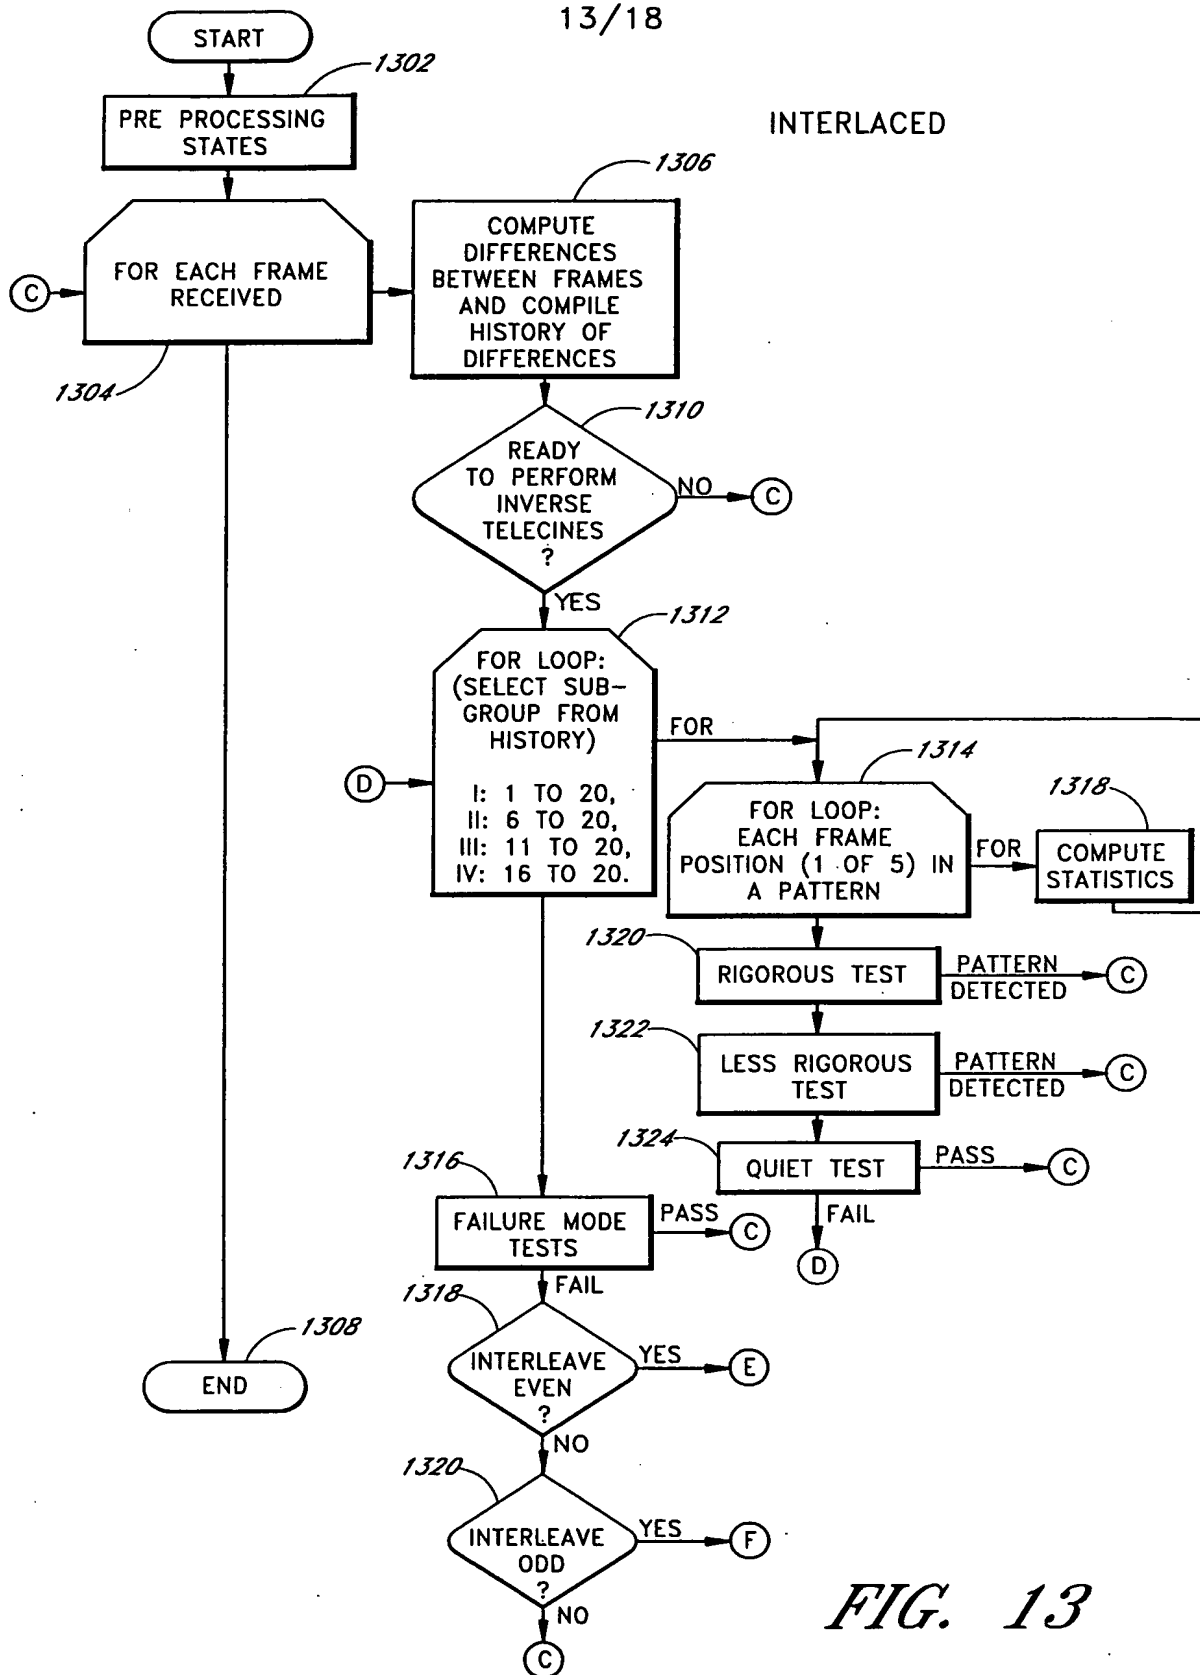 13/18
START
1302
PRE PROCESSING
STATES
INTERLACED
1306
COMPUTE
DIFFERENCES
BETWEEN FRAMES
AND COMPILE
HISTORY OF
DIFFERENCES
C
FOR EACH FRAME
RECEIVED
1304
1310
READY
TO PERFORM
INVERSE
TELECINES
?
NO
C
YES
1312
FOR LOOP:
(SELECT SUB-
GROUP FROM
HISTORY)
I: 1 TO 20,
II: 6 TO 20,
III: 11 TO 20,
IV: 16 TO 20.
D
FOR
1314
FOR LOOP:
EACH FRAME
POSITION (1 OF 5) IN
A PATTERN
FOR
1318
COMPUTE
STATISTICS
1320
RIGOROUS TEST
PATTERN
DETECTED
C
1322
LESS RIGOROUS
TEST
PATTERN
DETECTED
C
1324
QUIET TEST
PASS
C
FAIL
D
1316
FAILURE MODE
TESTS
PASS
C
FAIL
1318
INTERLEAVE
EVEN
?
YES
E
NO
1308
END
1320
INTERLEAVE
ODD
?
YES
F
NO
C
FIG. 13